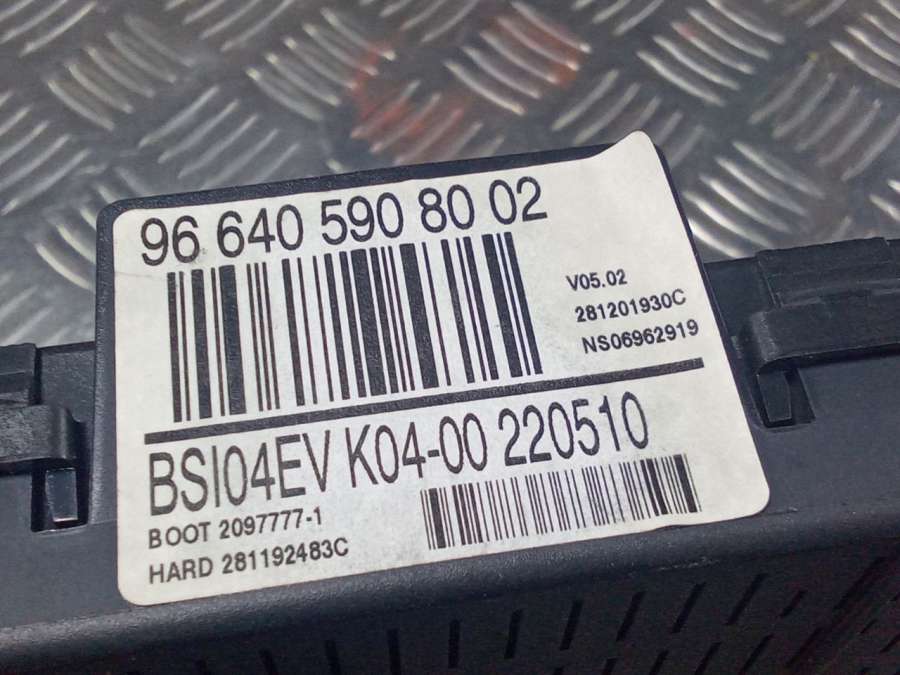 96 640 590 80 02
V05.02
281201930C
NS06962919
BSI04EV K04-00 220510
BOOT 2097777-1
HARD 281192483C